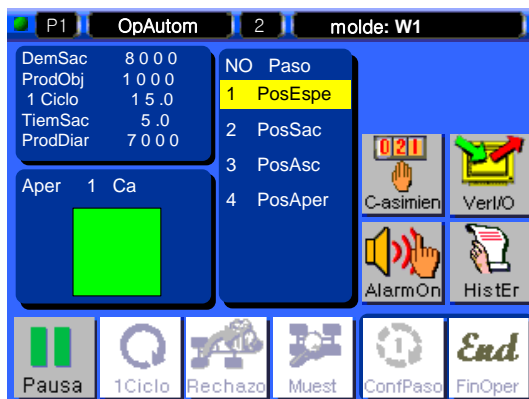 P1 OpAutom 2 molde: W1
DemSac 8000
ProdObj 1000
1 Ciclo 15.0
TiemSac 5.0
ProdDiar 7000
NO Paso
1 PosEspe
2 PosSac
3 PosAsc
4 PosAper
Aper 1 Ca
021
C-asimien
VerI/O
AlarmOn
HistEr
Pausa
1Ciclo
Rechazo
Muest
1
ConfPaso
End
FinOper